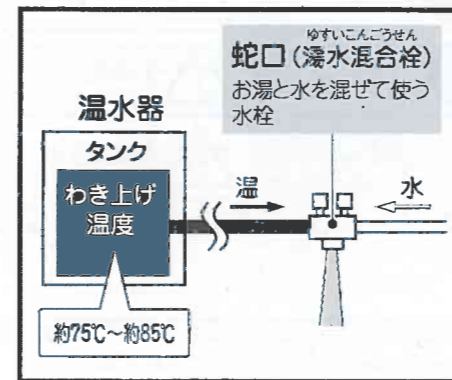 ゆすいこんごうせん
蛇口(湯水混合栓)
お湯と水を混ぜて使う
水栓
温水器
タンク
わき上げ
温度
温
水
約75℃~約85℃